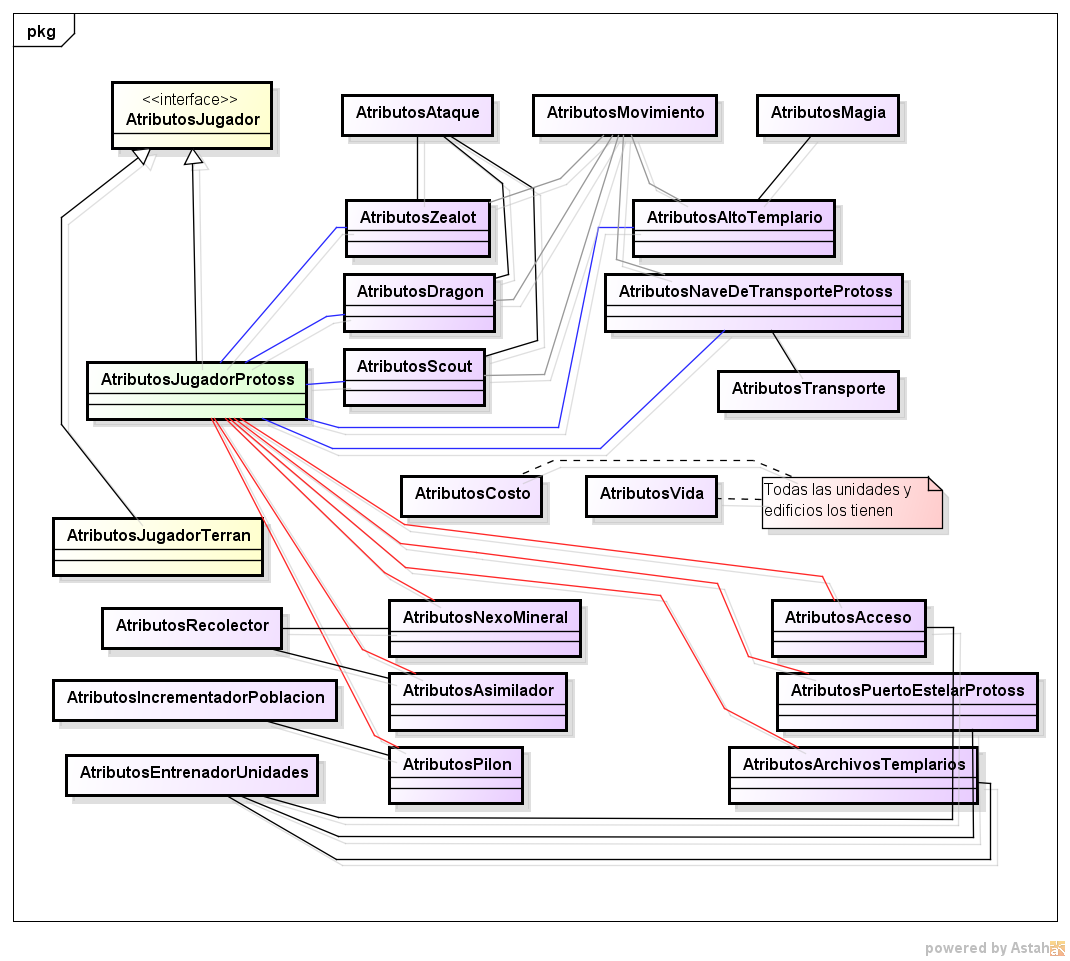 pkg
<<interface>>
AtributosJugador
AtributosAtaque
AtributosMovimiento
AtributosMagia
AtributosZealot
AtributosAltoTemplario
AtributosDragon
AtributosNaveDeTransporteProtoss
AtributosScout
AtributosJugadorProtoss
AtributosTransporte
AtributosCosto
AtributosVida
Todas las unidades y
edificios los tienen
AtributosJugadorTerran
AtributosRecolector
AtributosNexoMineral
AtributosAcceso
AtributosIncrementadorPoblacion
AtributosAsimilador
AtributosPuertoEstelarProtoss
AtributosEntrenadorUnidades
AtributosPilon
AtributosArchivosTemplarios
powered by Astah